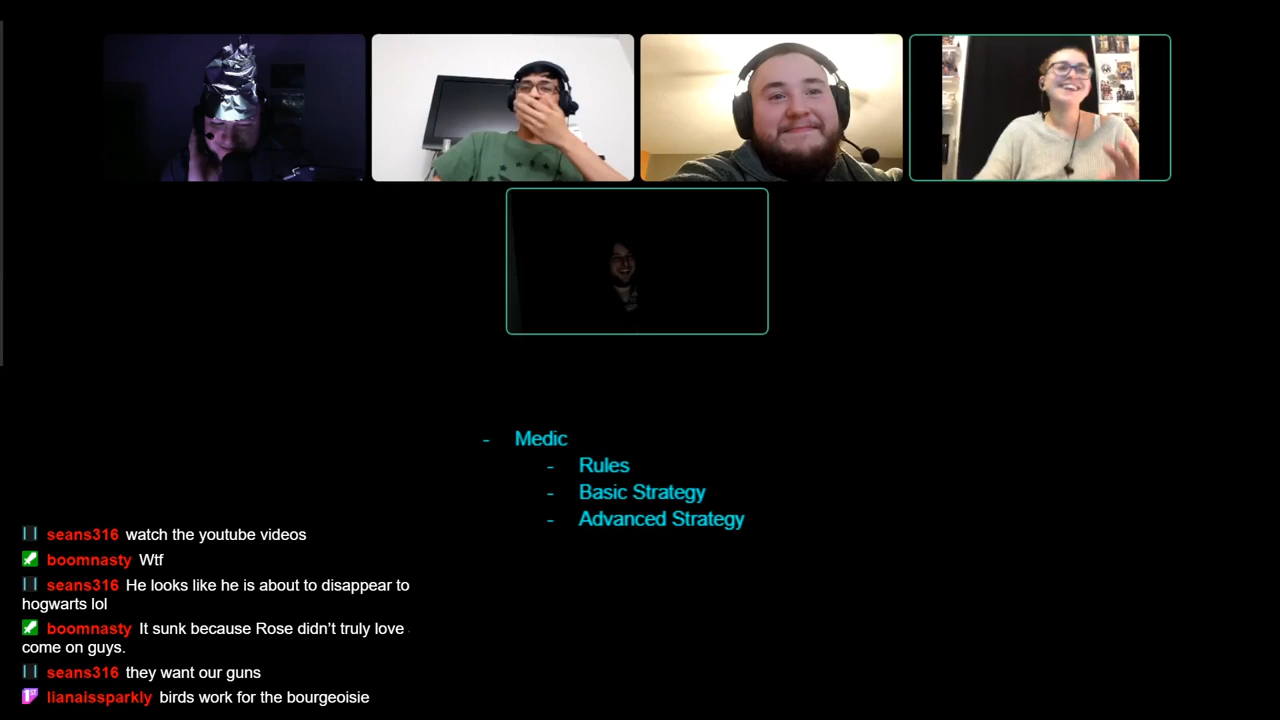 - Medic
- Rules
- Basic Strategy
- Advanced Strategy
seans316 watch the youtube videos
boomnasty Wtf
seans316 He looks like he is about to disappear to
hogwarts lol
boomnasty It sunk because Rose didn't truly love
come on guys.
seans316 they want our guns
lianaissparkly birds work for the bourgeoisie